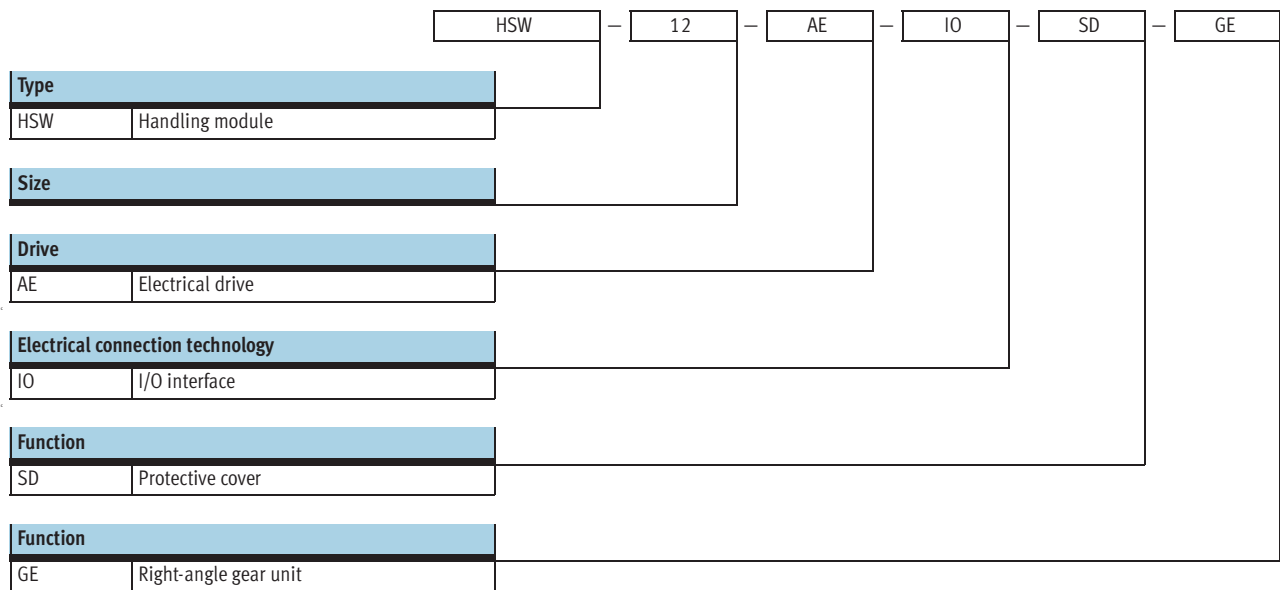 HSW – 12 – AE – IO – SD – GE
Type
HSW Handling module
Size
Drive
AE Electrical drive
Electrical connection technology
IO I/O interface
Function
SD Protective cover
Function
GE Right-angle gear unit